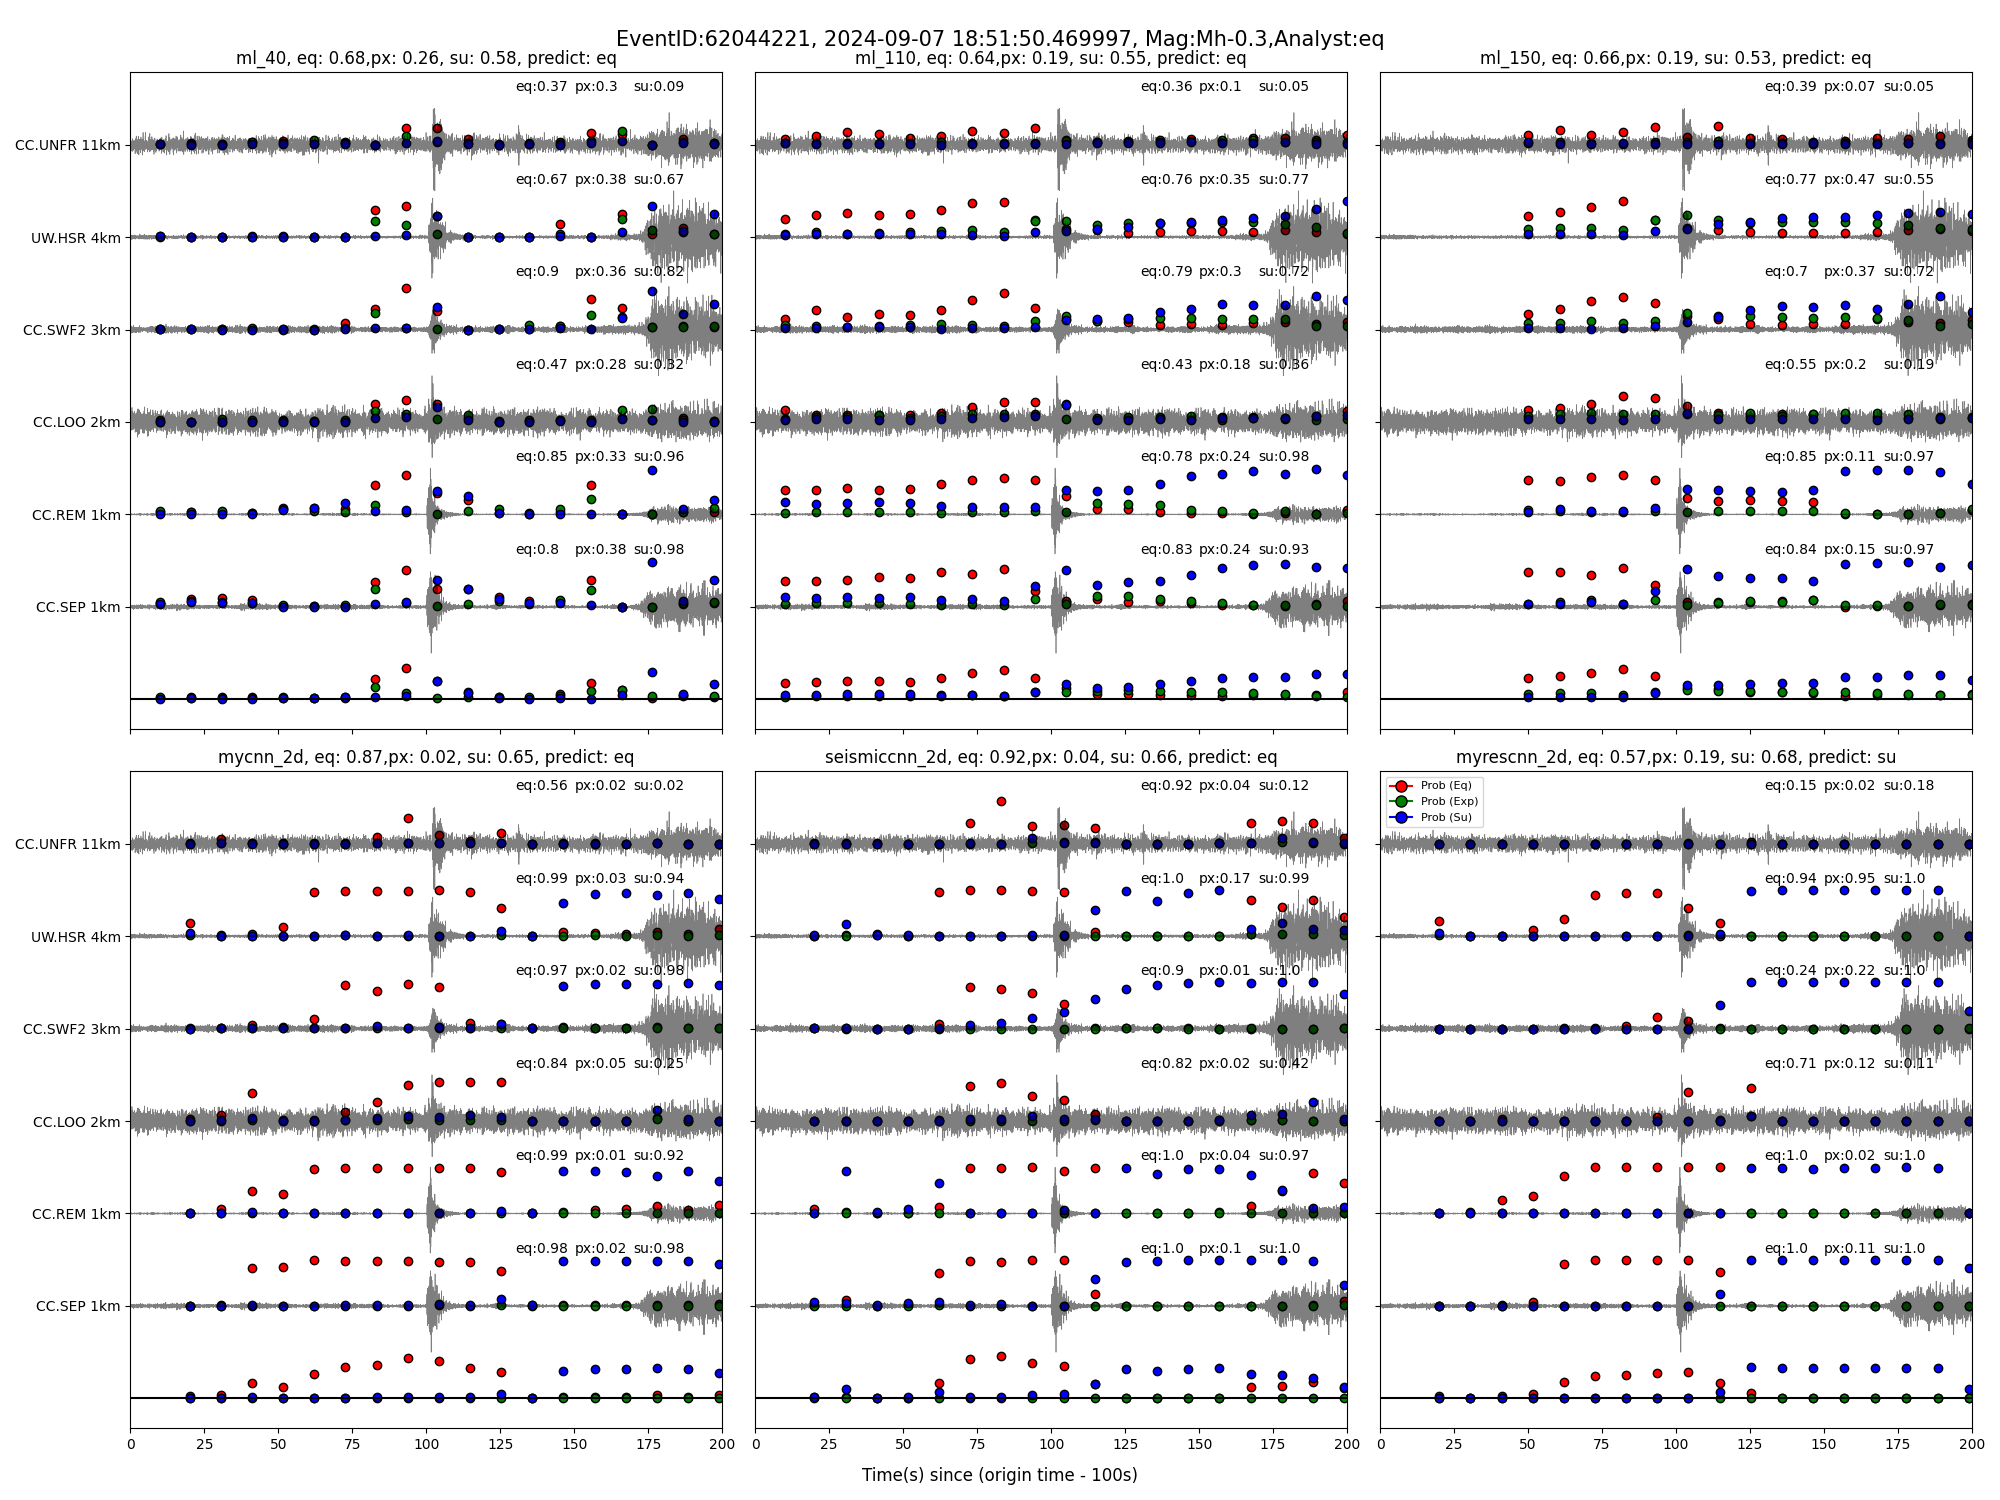 EventID:62044221, 2024-09-07 18:51:50.469997, Mag:Mh-0.3,Analyst:eq
ml_40, eq: 0.68,px: 0.26, su: 0.58, predict: eq
eq:0.37 px:0.3 su:0.09
CC.UNFR 11km
eq:0.67 px:0.38 su:0.67
UW.HSR 4km
eq:0.9 px:0.36 su:0.82
CC.SWF2 3km
eq:0.47 px:0.28 su:0.32
CC.LOO 2km
eq:0.85 px:0.33 su:0.96
CC.REM 1km
eq:0.8 px:0.38 su:0.98
CC.SEP 1km
ml_110, eq: 0.64,px: 0.19, su: 0.55, predict: eq
eq:0.36 px:0.1 su:0.05
eq:0.76 px:0.35 su:0.77
eq:0.79 px:0.3 su:0.72
eq:0.43 px:0.18 su:0.36
eq:0.78 px:0.24 su:0.98
eq:0.83 px:0.24 su:0.93
ml_150, eq: 0.66,px: 0.19, su: 0.53, predict: eq
eq:0.39 px:0.07 su:0.05
eq:0.77 px:0.47 su:0.55
eq:0.7 px:0.37 su:0.72
eq:0.55 px:0.2 su:0.19
eq:0.85 px:0.11 su:0.97
eq:0.84 px:0.15 su:0.97
mycnn_2d, eq: 0.87,px: 0.02, su: 0.65, predict: eq
eq:0.56 px:0.02 su:0.02
CC.UNFR 11km
eq:0.99 px:0.03 su:0.94
UW.HSR 4km
eq:0.97 px:0.02 su:0.98
CC.SWF2 3km
eq:0.84 px:0.05 su:0.25
CC.LOO 2km
eq:0.99 px:0.01 su:0.92
CC.REM 1km
eq:0.98 px:0.02 su:0.98
CC.SEP 1km
0 25 50 75 100 125 150 175 200
seismiccnn_2d, eq: 0.92,px: 0.04, su: 0.66, predict: eq
eq:0.92 px:0.04 su:0.12
eq:1.0 px:0.17 su:0.99
eq:0.9 px:0.01 su:1.0
eq:0.82 px:0.02 su:0.42
eq:1.0 px:0.04 su:0.97
eq:1.0 px:0.1 su:1.0
0 25 50 75 100 125 150 175 200
myrescnn_2d, eq: 0.57,px: 0.19, su: 0.68, predict: su
Prob (Eq)
Prob (Exp)
Prob (Su)
eq:0.15 px:0.02 su:0.18
eq:0.94 px:0.95 su:1.0
eq:0.24 px:0.22 su:1.0
eq:0.71 px:0.12 su:0.11
eq:1.0 px:0.02 su:1.0
eq:1.0 px:0.11 su:1.0
0 25 50 75 100 125 150 175 200
Time(s) since (origin time - 100s)